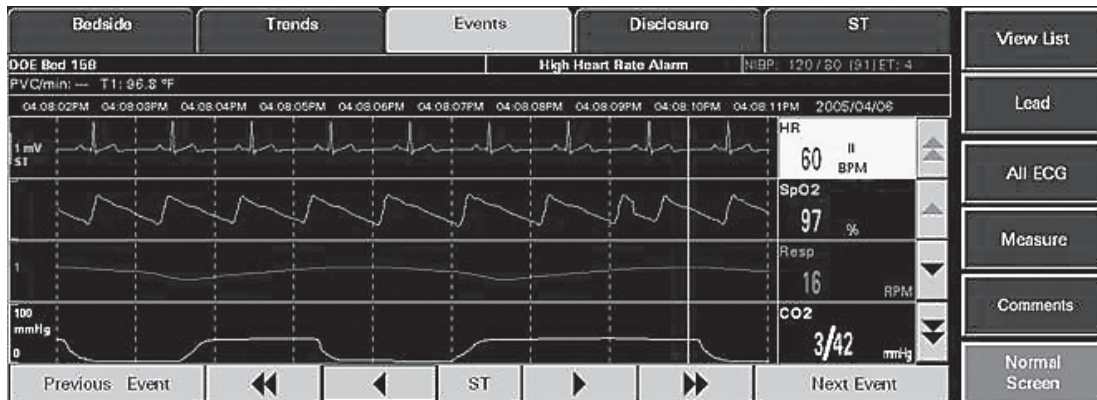 Bedside Trends Events Disclosure ST
View List
DOE Bed 158 High Heart Rate Alarm NIBP: 120/80 (91) ET: 4
PVC/min: --- T1: 96.8 °F
Lead
04:08:02PM 04:08:03PM 04:08:04PM 04:08:05PM 04:08:06PM 04:08:07PM 04:08:08PM 04:08:09PM 04:08:10PM 04:08:11PM 2005/04/06
HR
1 mV
ST
60 II BPM
All ECG
SpO2
97 %
Measure
Resp
1
16 RPM
Comments
100
mmHg
0
CO2
3/42 mmHg
Previous Event ST Next Event
Normal
Screen